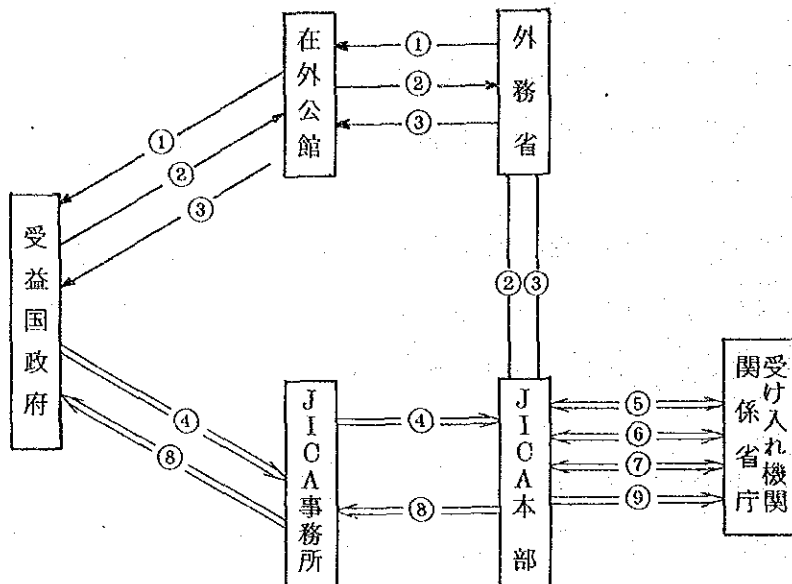 在外公館
外務省
①
②
③
①
②
③
受益国政府
②③
受け入れ機関
関係省庁
JICA事務所
JICA本部
④
⑧
④
⑧
⑤
⑥
⑦
⑨